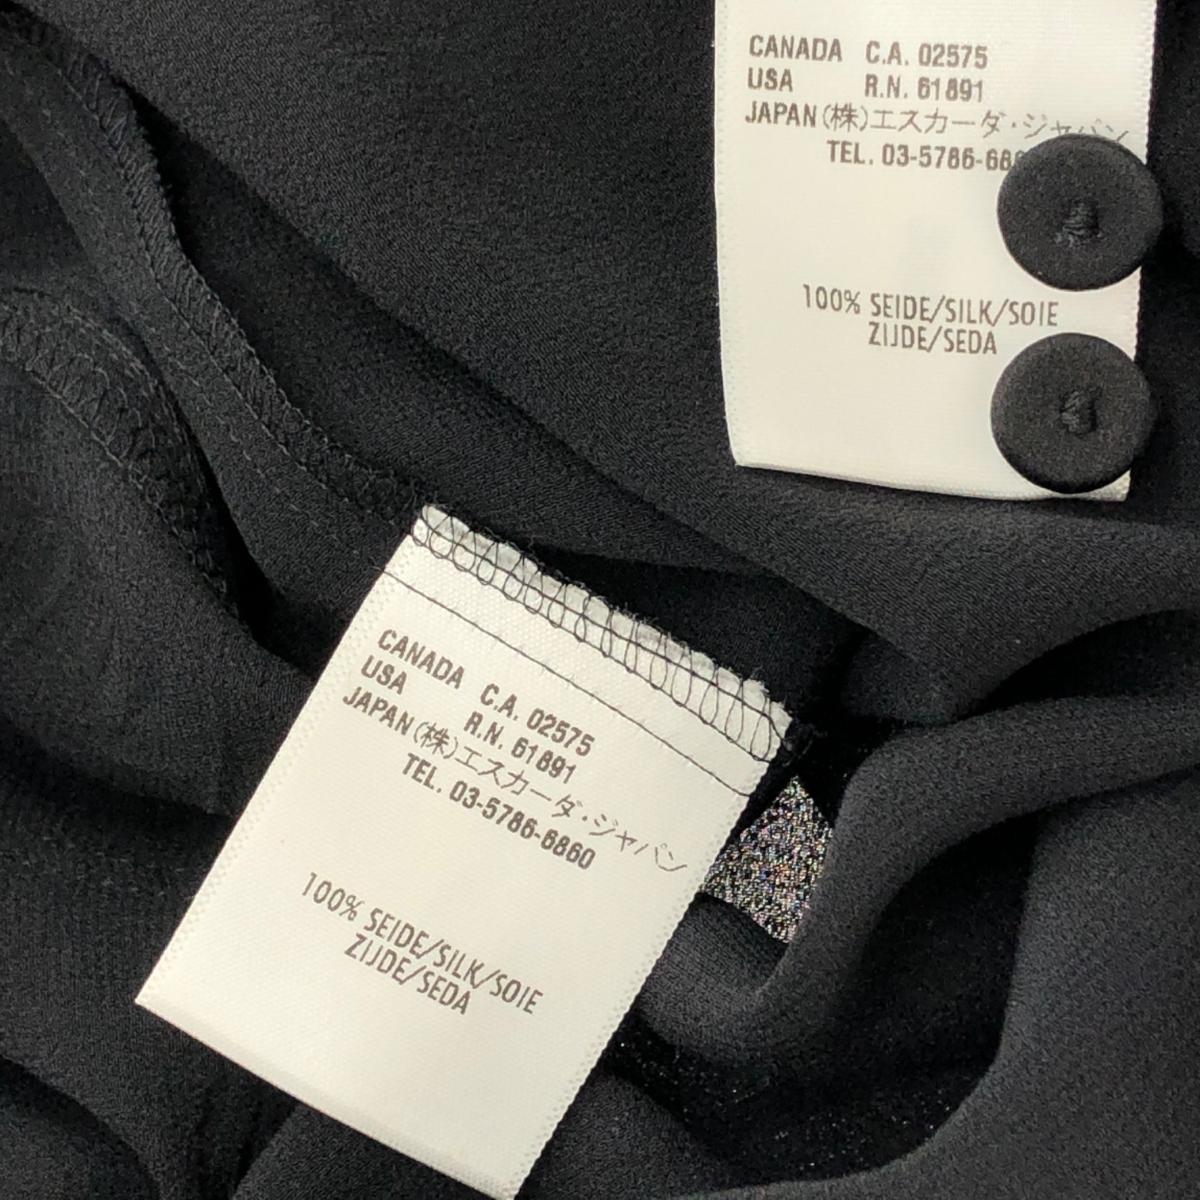 CANADA C.A. 02575
USA R.N. 61891
JAPAN (株)エスカーダ・ジャパン
TEL. 03-5786-68
100% SEIDE/SILK/SOIE
ZIJDE/SEDA
CANADA C.A. 02575
USA R.N. 61891
JAPAN (株)エスカーダ・ジャパン
TEL. 03-5786-6860
100% SEIDE/SILK/SOIE
ZIJDE/SEDA